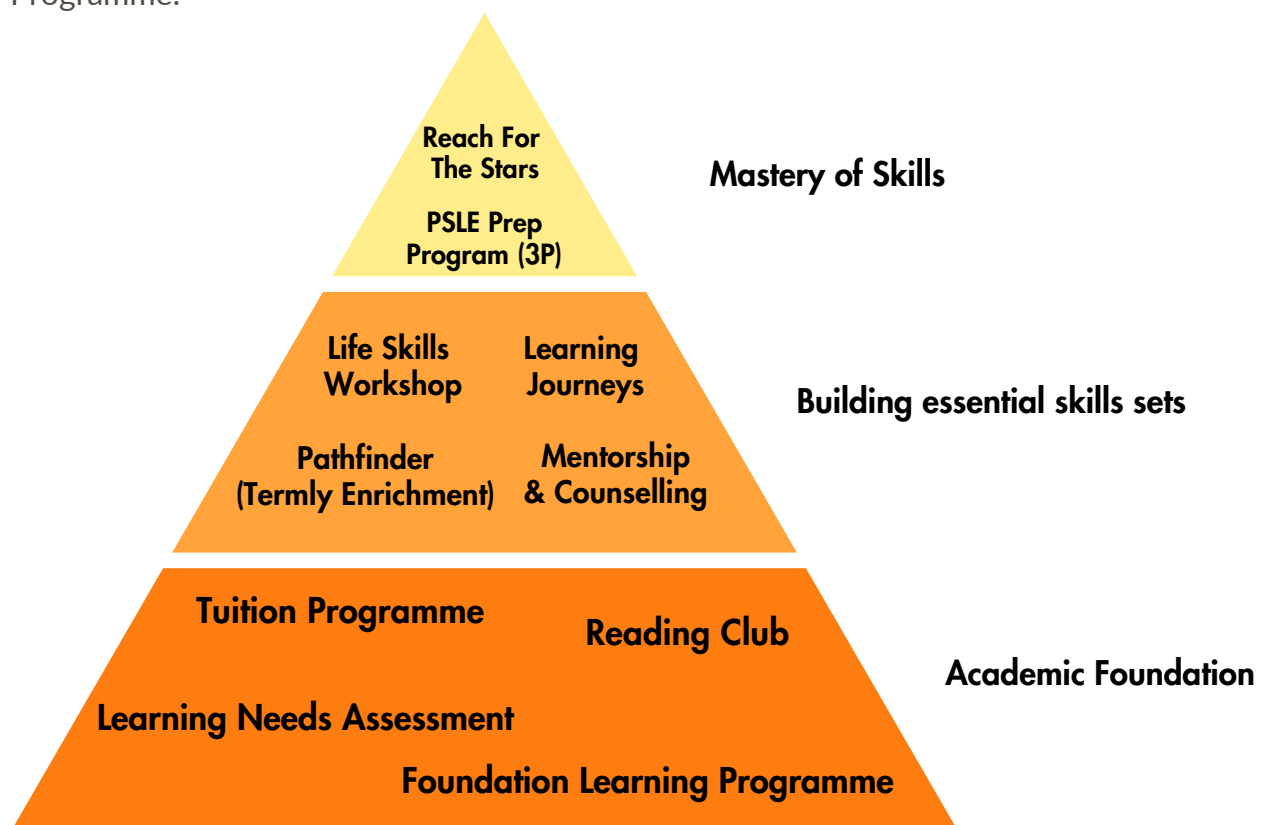 Programme.
Reach For
The Stars
PSLE Prep
Program (3P)
Mastery of Skills
Life Skills
Workshop
Learning
Journeys
Pathfinder
(Termly Enrichment)
Mentorship
& Counselling
Building essential skills sets
Tuition Programme
Reading Club
Learning Needs Assessment
Foundation Learning Programme
Academic Foundation